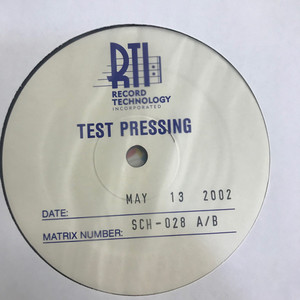 RTI
RECORD
TECHNOLOGY
INCORPORATED
TEST PRESSING
MAY 13 2002
DATE:
SCH-028 A/B
MATRIX NUMBER: